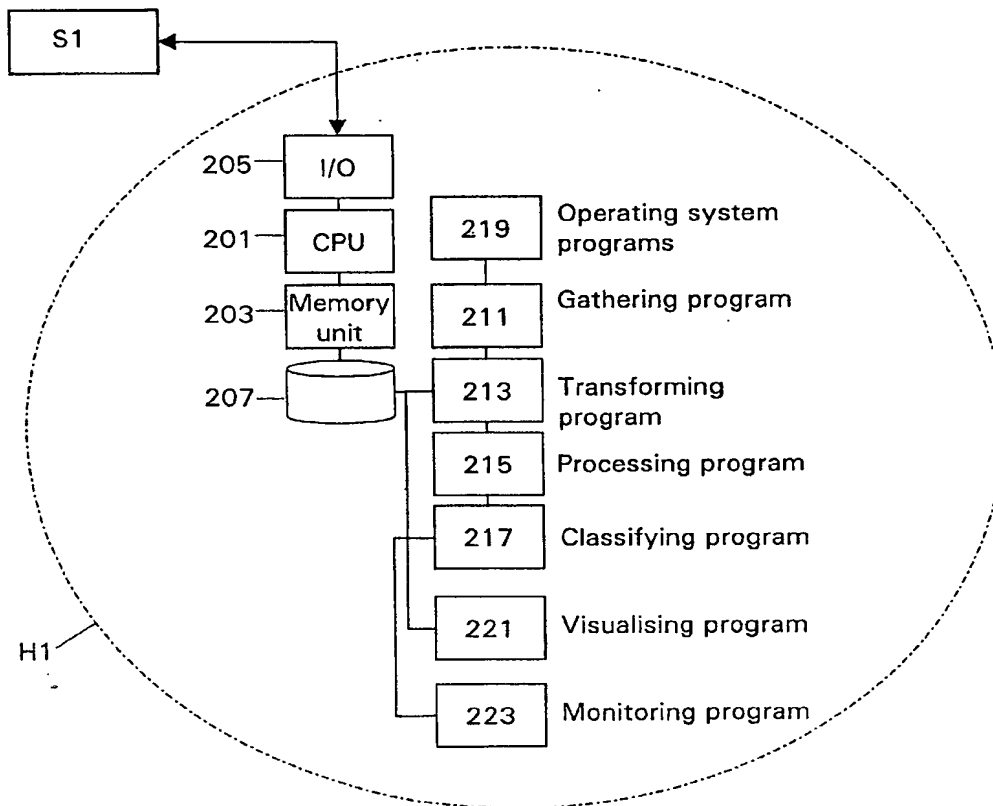 S1
205
I/O
201
CPU
203
Memory
unit
207
219
Operating system
programs
211
Gathering program
213
Transforming
program
215
Processing program
217
Classifying program
221
Visualising program
223
Monitoring program
H1